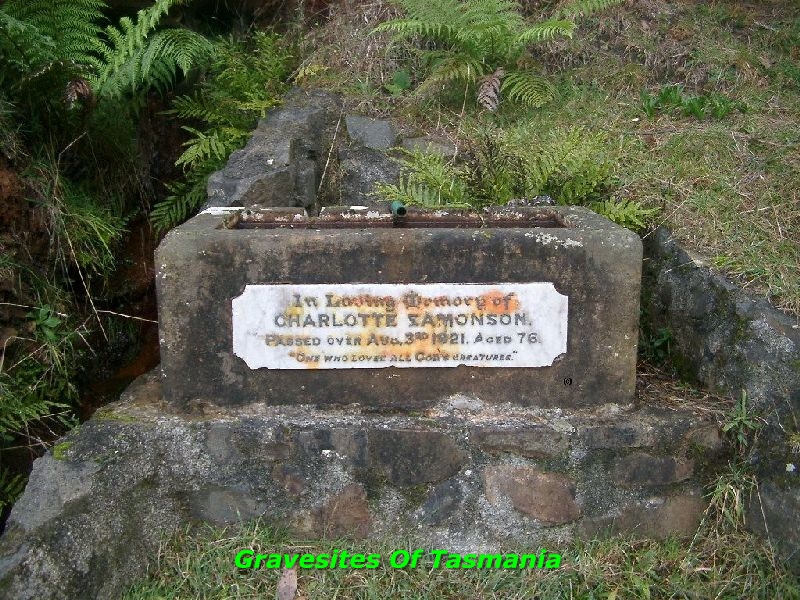 In Loving Memory of
CHARLOTTE ZAMONSON.
PASSED OVER AUG. 3RD 1921. AGED 76.
"ONE WHO LOVED ALL GOD'S CREATURES."
Gravesites Of Tasmania